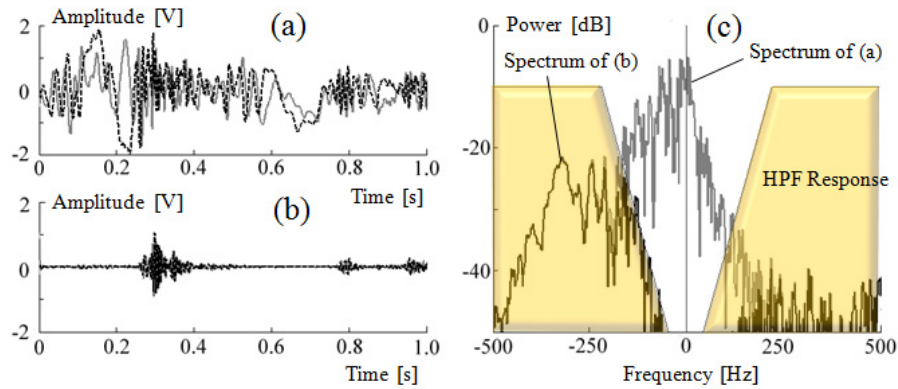 Amplitude [V]
(a)
2
0
-2
0
0.2
0.4
0.6
0.8
1.0
Time [s]
Amplitude [V]
(b)
2
0
-2
0
0.2
0.4
0.6
0.8
1.0
Time [s]
0
Power [dB]
(c)
Spectrum of (b)
Spectrum of (a)
-20
HPF Response
-40
-500
-250
0
250
500
Frequency [Hz]